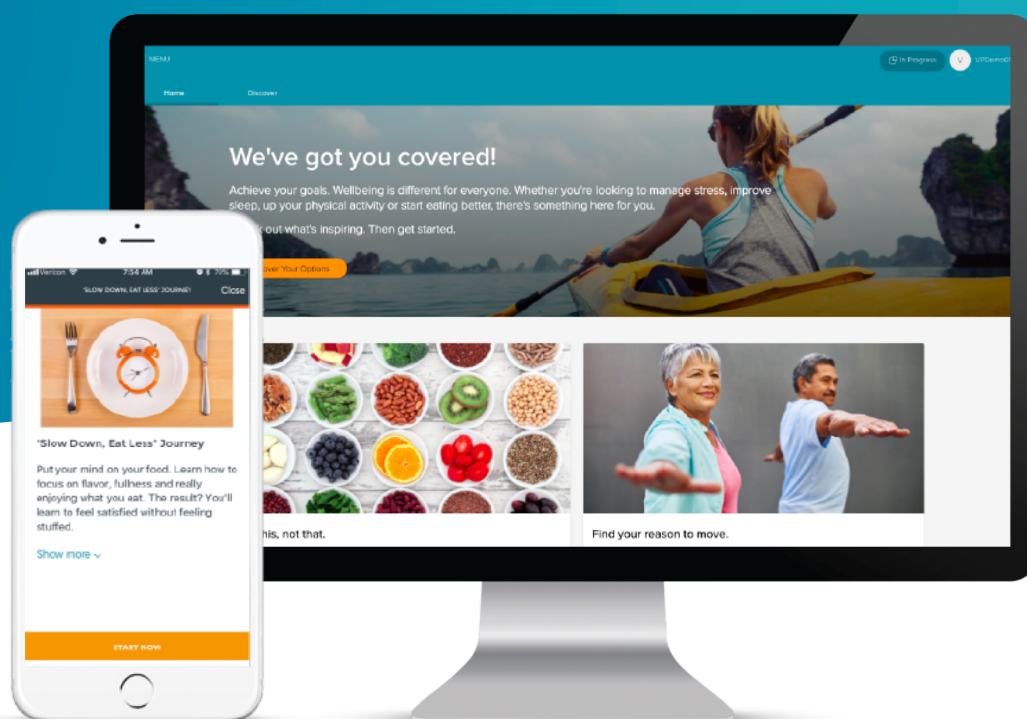 MENU
In Progress
V
UPDemo01
Home
Discover
We've got you covered!
Achieve your goals. Wellbeing is different for everyone. Whether you're looking to manage stress, improve
sleep, up your physical activity or start eating better, there's something here for you.
out what's inspiring. Then get started.
over Your Options
his, not that.
Find your reason to move.
Verizon
7:54 AM
79%
'SLOW DOWN, EAT LESS' JOURNEY
Close
'Slow Down, Eat Less' Journey
Put your mind on your food. Learn how to
focus on flavor, fullness and really
enjoying what you eat. The result? You'll
learn to feel satisfied without feeling
stuffed.
Show more
START NOW